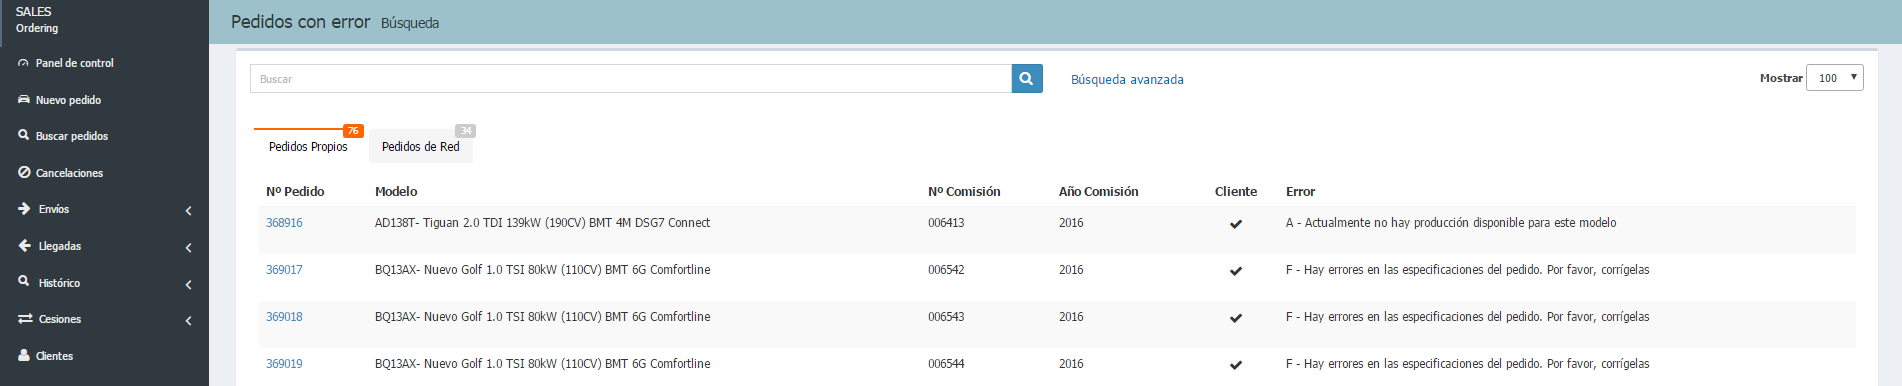 SALES
Ordering
Panel de control
Nuevo pedido
Buscar pedidos
Cancelaciones
Envíos
Llegadas
Histórico
Cesiones
Clientes
Pedidos con error Búsqueda
Buscar
Búsqueda avanzada
Mostrar 100
Pedidos Propios 76
Pedidos de Red 34
Nº Pedido Modelo Nº Comisión Año Comisión Cliente Error
368916 AD138T- Tiguan 2.0 TDI 139kW (190CV) BMT 4M DSG7 Connect 006413 2016 A - Actualmente no hay producción disponible para este modelo
369017 BQ13AX- Nuevo Golf 1.0 TSI 80kW (110CV) BMT 6G Comfortline 006542 2016 F - Hay errores en las especificaciones del pedido. Por favor, corrígelas
369018 BQ13AX- Nuevo Golf 1.0 TSI 80kW (110CV) BMT 6G Comfortline 006543 2016 F - Hay errores en las especificaciones del pedido. Por favor, corrígelas
369019 BQ13AX- Nuevo Golf 1.0 TSI 80kW (110CV) BMT 6G Comfortline 006544 2016 F - Hay errores en las especificaciones del pedido. Por favor, corrígelas